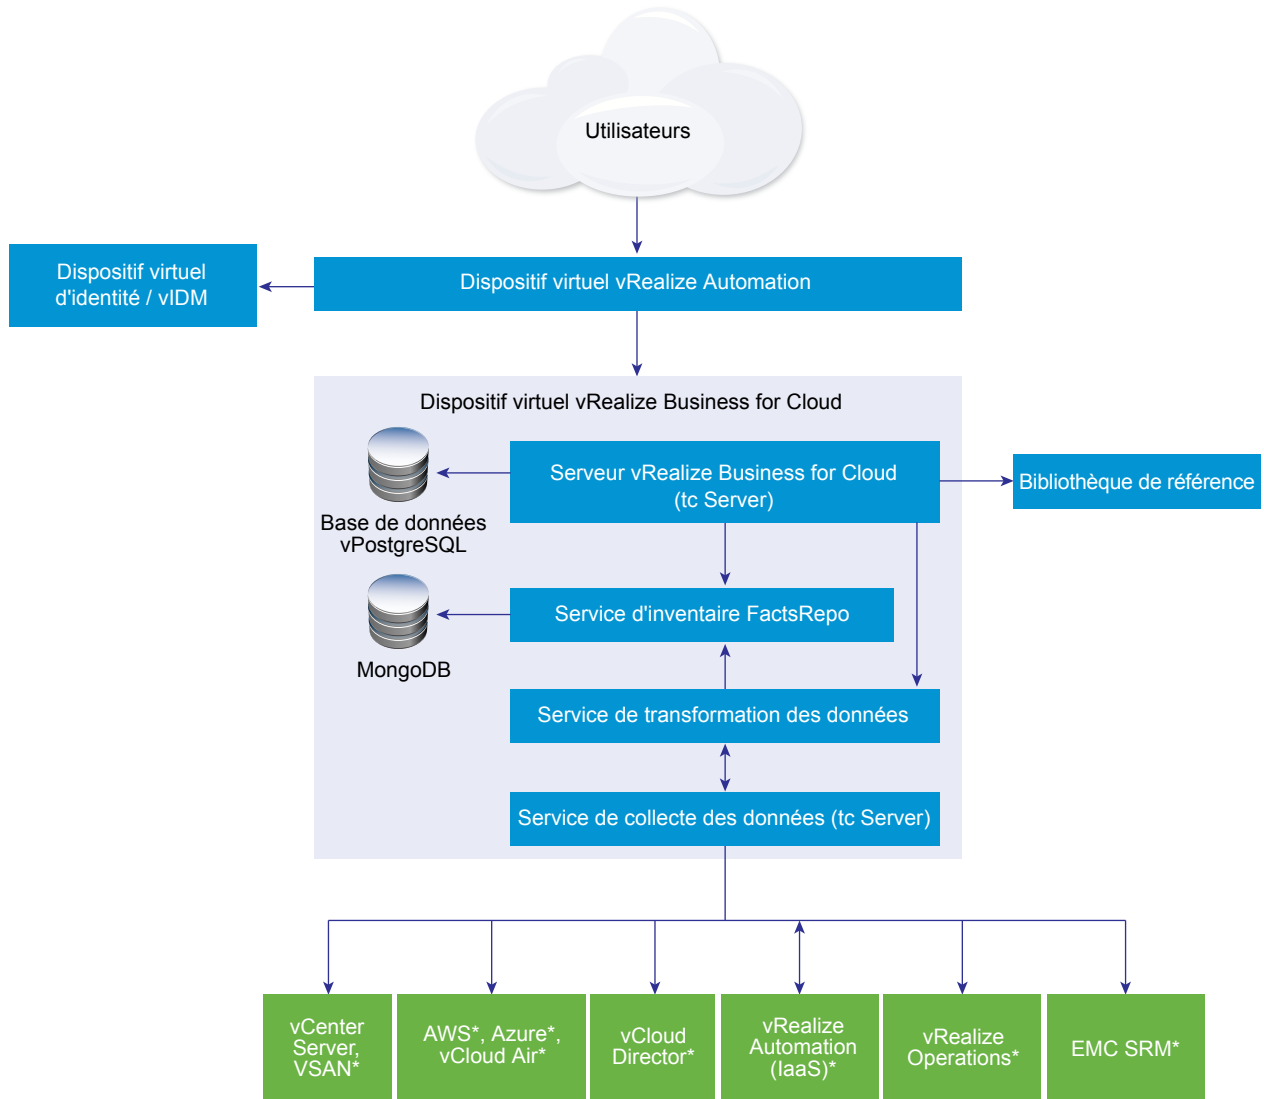 Utilisateurs
Dispositif virtuel
d'identité / vIDM
Dispositif virtuel vRealize Automation
Dispositif virtuel vRealize Business for Cloud
Serveur vRealize Business for Cloud
(tc Server)
Bibliothèque de référence
Base de données
vPostgreSQL
Service d'inventaire FactsRepo
MongoDB
Service de transformation des données
Service de collecte des données (tc Server)
vCenter
Server,
VSAN*
AWS*, Azure*,
vCloud Air*
vCloud
Director*
vRealize
Automation
(IaaS)*
vRealize
Operations*
EMC SRM*